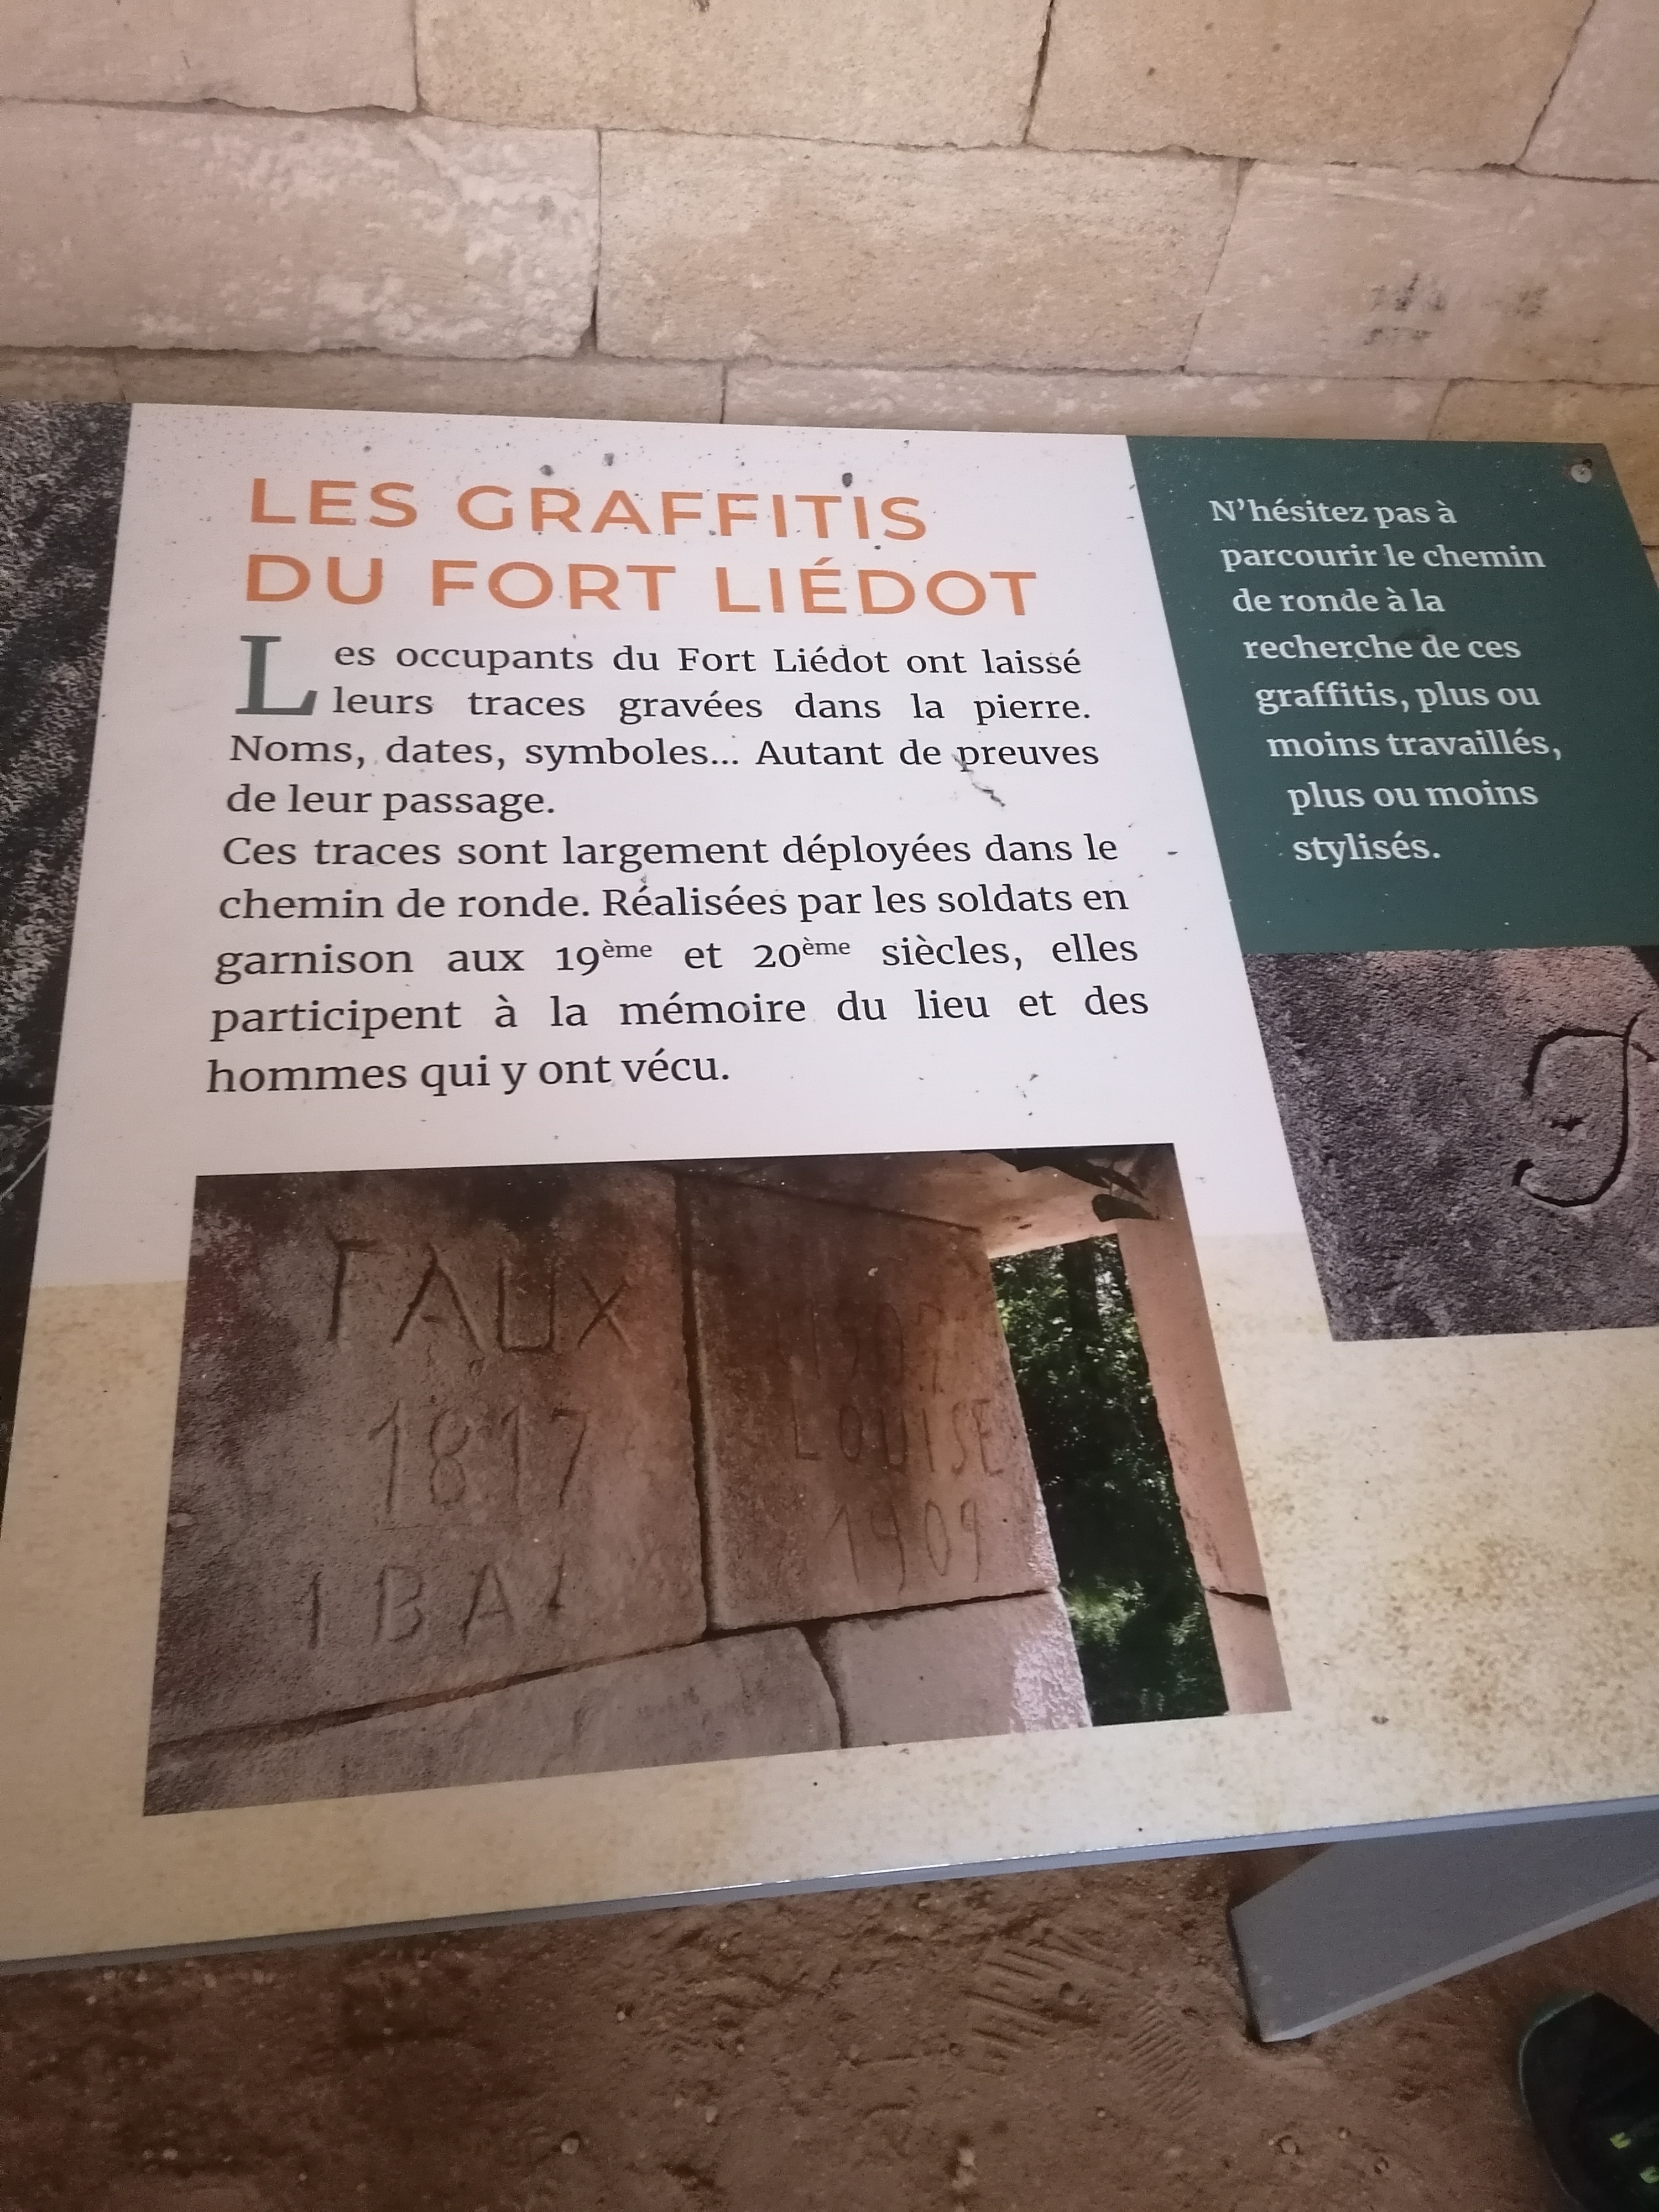 LES GRAFFITIS
DU FORT LIÉDOT
Les occupants du Fort Liédot ont laissé
leurs traces gravées dans la pierre.
Noms, dates, symboles... Autant de preuves
de leur passage.
Ces traces sont largement déployées dans le
chemin de ronde. Réalisées par les soldats en
garnison aux 19ème et 20ème siècles, elles
participent à la mémoire du lieu et des
hommes qui y ont vécu.
N'hésitez pas à
parcourir le chemin
de ronde à la
recherche de ces
graffitis, plus ou
moins travaillés,
plus ou moins
stylisés.
1817
1907
LOUISE
1909